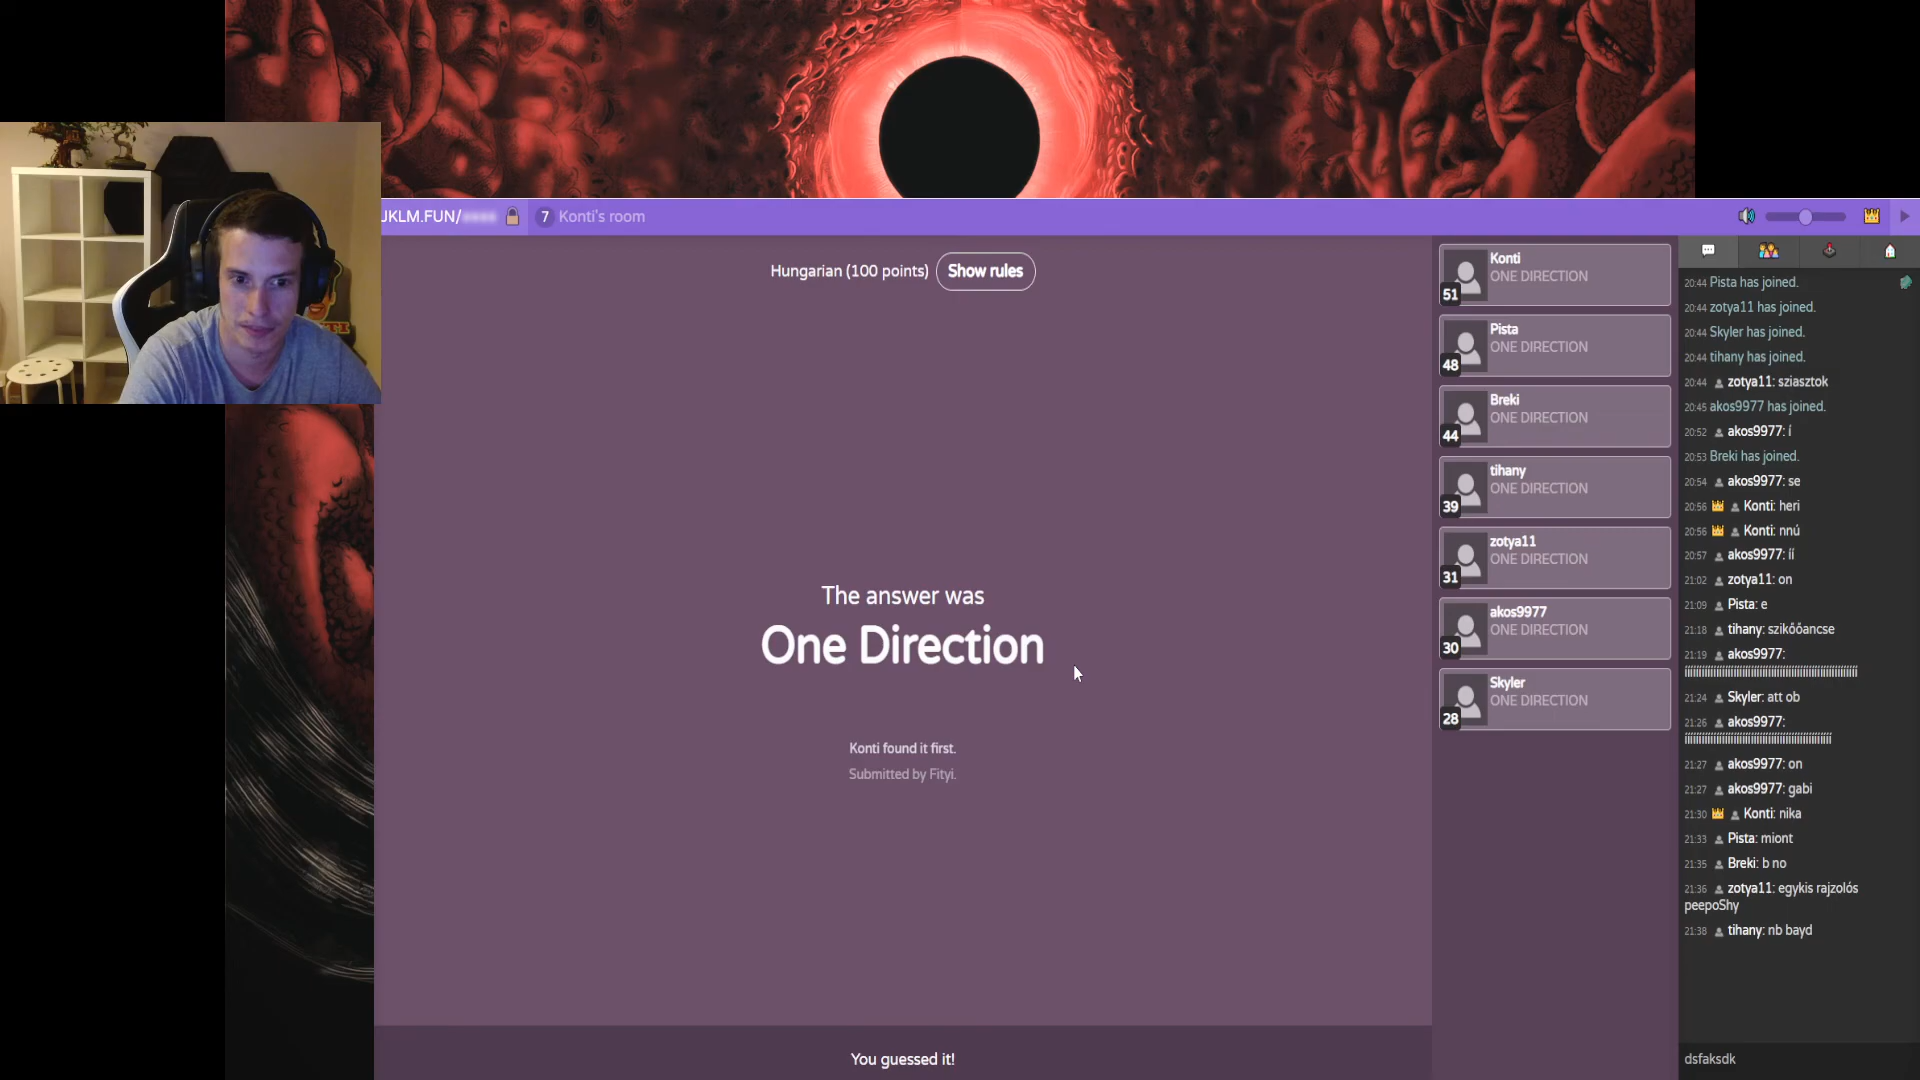 JKLM.FUN/
7 Konti's room
Hungarian (100 points) Show rules
The answer was
One Direction
Konti found it first.
Submitted by Fityi.
You guessed it!
Konti
ONE DIRECTION
51
Pista
ONE DIRECTION
48
Breki
ONE DIRECTION
44
tihany
ONE DIRECTION
39
zotya11
ONE DIRECTION
31
akos9977
ONE DIRECTION
30
Skyler
ONE DIRECTION
28
20:44 Pista has joined.
20:44 zotya11 has joined.
20:44 Skyler has joined.
20:44 tihany has joined.
20:44 zotya11: sziasztok
20:45 akos9977 has joined.
20:52 akos9977: í
20:53 Breki has joined.
20:54 akos9977: se
20:56 Konti: heri
20:56 Konti: nnú
20:57 akos9977: íí
21:02 zotya11: on
21:09 Pista: e
21:18 tihany: szikőőancse
21:19 akos9977:
21:24 Skyler: att ob
21:26 akos9977:
21:27 akos9977: on
21:27 akos9977: gabi
21:30 Konti: nika
21:33 Pista: miont
21:35 Breki: b no
21:36 zotya11: egykis rajzolós
peepoShy
21:38 tihany: nb bayd
dsfaksdk